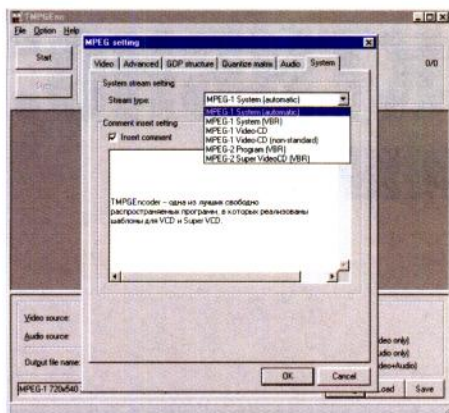 TMPGEnc
File Option Help
MPEG setting
Start
0/0
Video Advanced GOP structure Quantize matrix Audio System
System stream setting
Stream type:
MPEG-1 System (automatic)
MPEG-1 System (automatic)
MPEG-1 System (VBR)
MPEG-1 Video-CD
MPEG-1 Video-CD (non-standard)
MPEG-2 Program (VBR)
MPEG-2 Super VideoCD (VBR)
Comment insert setting
Insert comment
TMPGEncoder – одна из лучших свободно
распространяемых программ, в которых реализованы
шаблоны для VCD и Super VCD.
Video source:
Audio source:
Output file name:
deo only)
udio only)
deo+Audio)
OK Cancel
MPEG-1 720x540
Load Save